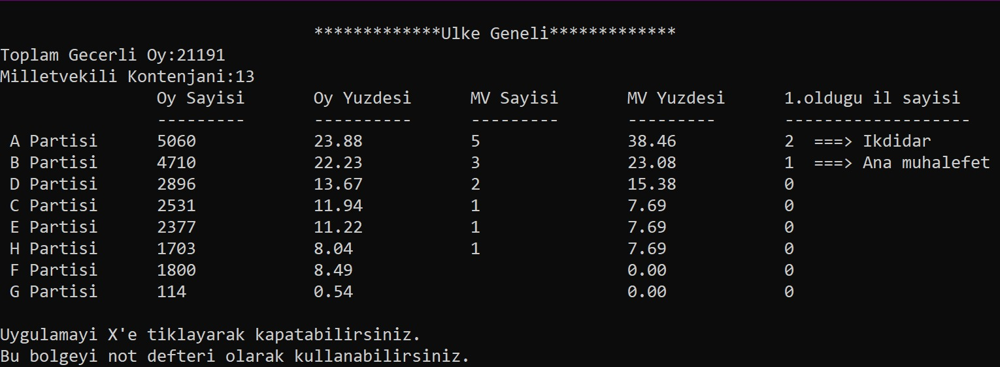 *************Ulke Geneli*************
Toplam Gecerli Oy:21191
Milletvekili Kontenjani:13
Oy Sayisi Oy Yuzdesi MV Sayisi MV Yuzdesi 1.oldugu il sayisi
--------- ---------- --------- --------- -------------------
A Partisi 5060 23.88 5 38.46 2 ===> Ikdidar
B Partisi 4710 22.23 3 23.08 1 ===> Ana muhalefet
D Partisi 2896 13.67 2 15.38 0
C Partisi 2531 11.94 1 7.69 0
E Partisi 2377 11.22 1 7.69 0
H Partisi 1703 8.04 1 7.69 0
F Partisi 1800 8.49 0.00 0
G Partisi 114 0.54 0.00 0
Uygulamayi X'e tiklayarak kapatabilirsiniz.
Bu bolgeyi not defteri olarak kullanabilirsiniz.